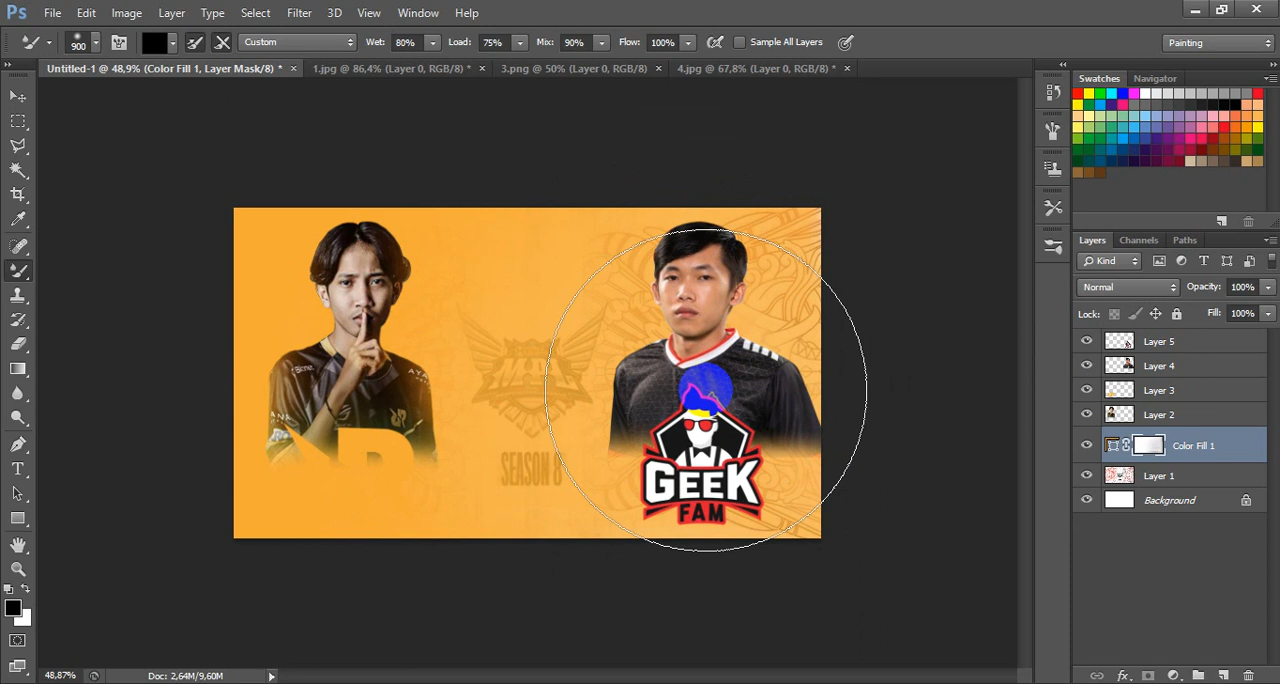 Ps File Edit Image Layer Type Select Filter 3D View Window Help
900 Custom Wet: 80% Load: 75% Mix: 90% Flow: 100% Sample All Layers Painting
Untitled-1 @ 48,9% (Color Fill 1, Layer Mask/8) * 1.jpg @ 86,4% (Layer 0, RGB/8) * 3.png @ 50% (Layer 0, RGB/8) 4.jpg @ 67,8% (Layer 0, RGB/8) *
Swatches Navigator
Layers Channels Paths
Kind
Normal Opacity: 100%
Lock: Fill: 100%
Layer 5
Layer 4
Layer 3
Layer 2
Color Fill 1
Layer 1
Background
SEASON 8
GEEK
FAM
48,87% Doc: 2,64M/9,60M